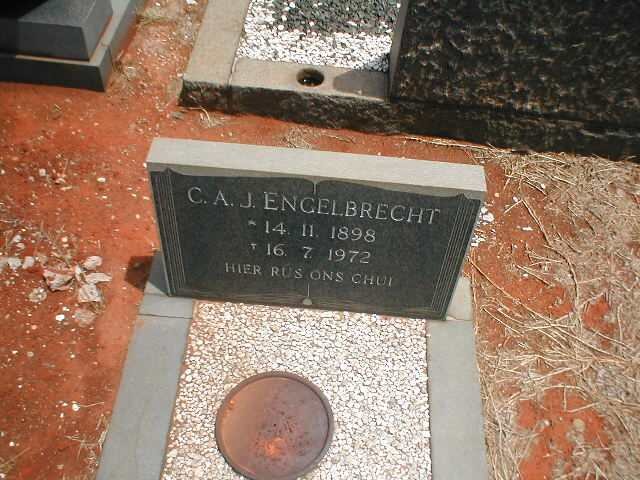 C. A. J. ENGELBRECHT
* 14. 11. 1898
† 16. 7. 1972
HIER RUS ONS CHUI